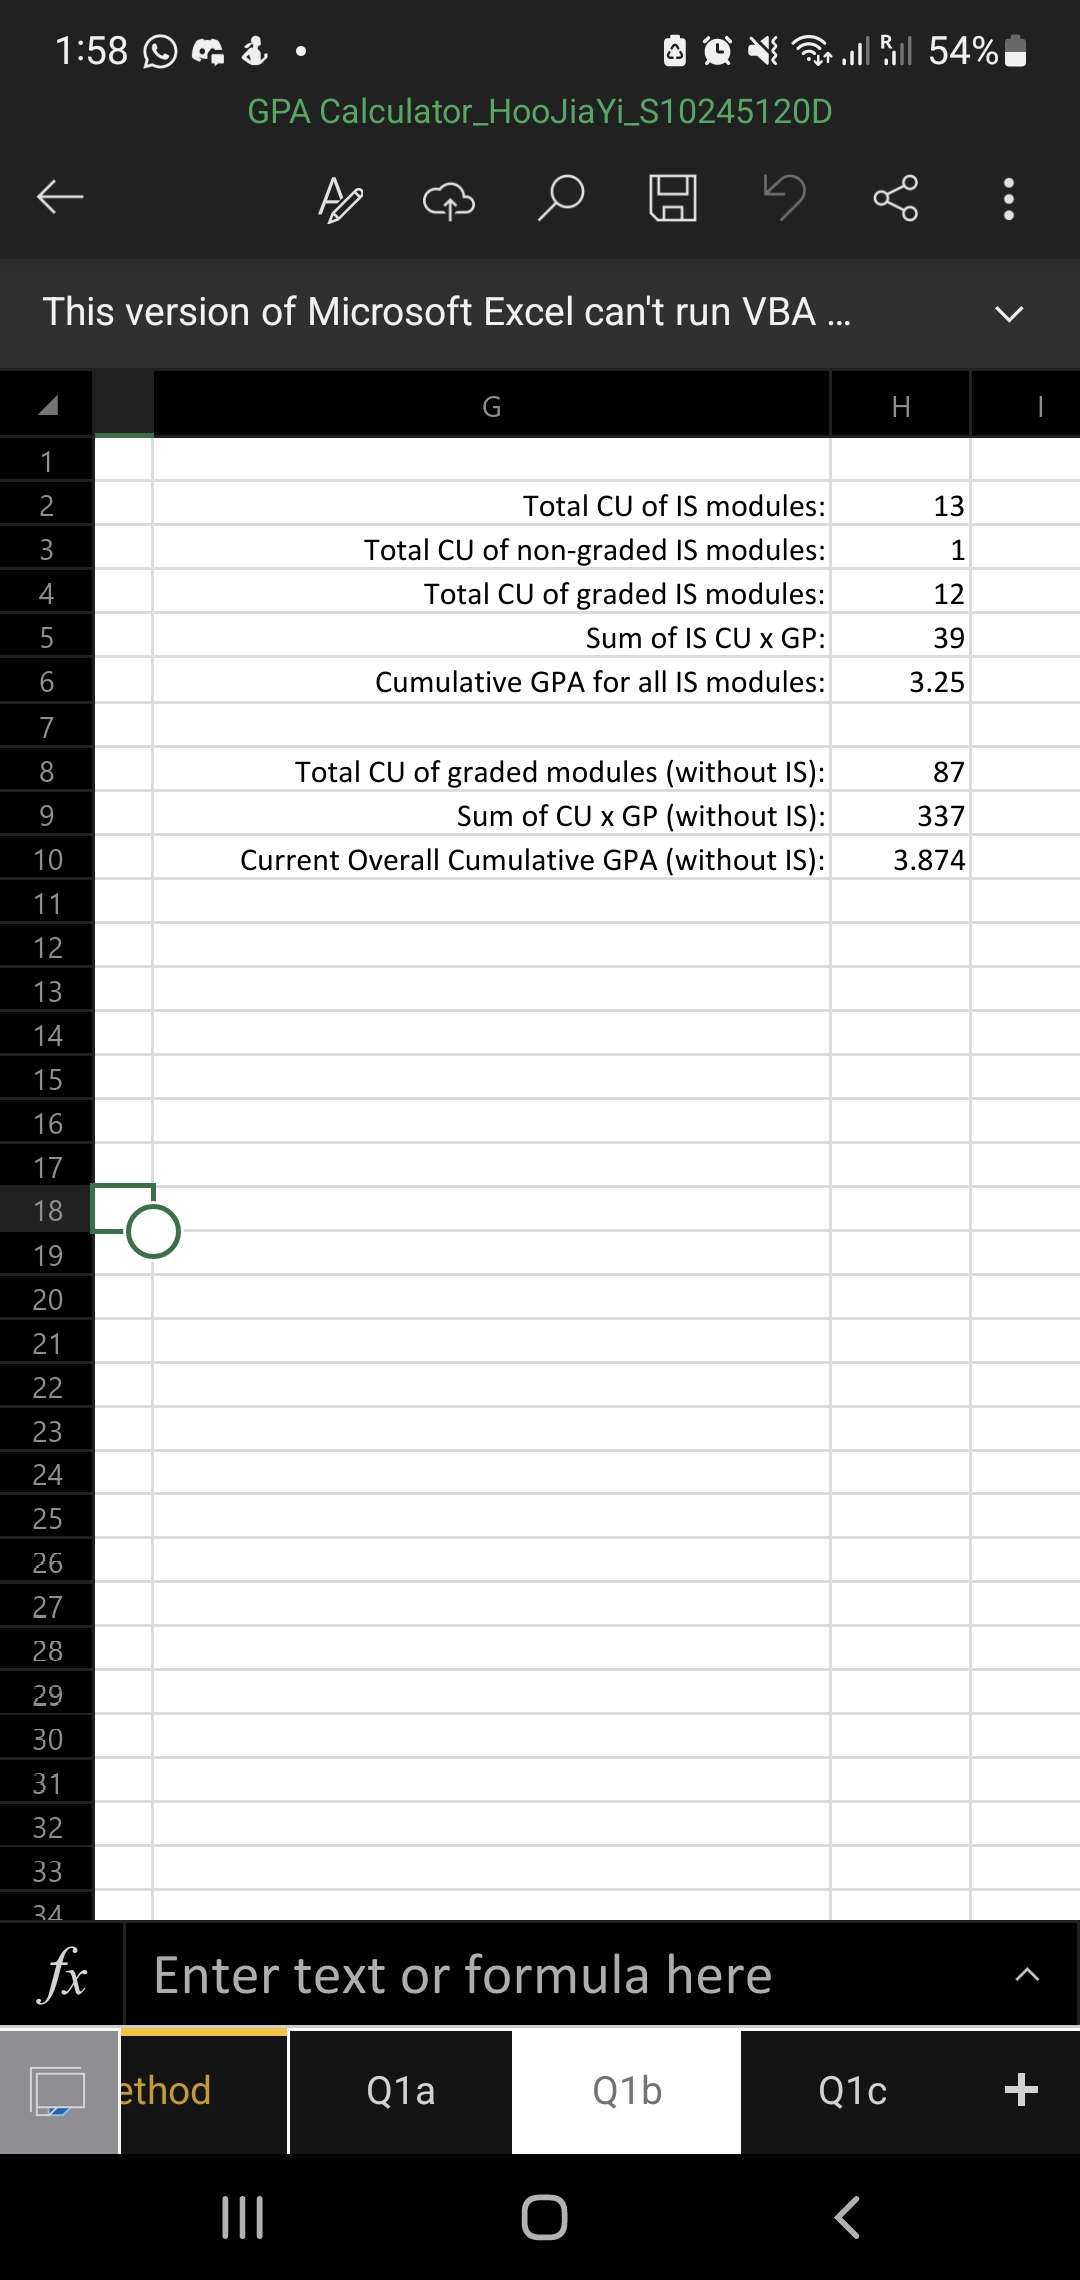 1:58 54%
GPA Calculator_HooJiaYi_S10245120D
This version of Microsoft Excel can't run VBA ...
G H I
1
2 Total CU of IS modules: 13
3 Total CU of non-graded IS modules: 1
4 Total CU of graded IS modules: 12
5 Sum of IS CU x GP: 39
6 Cumulative GPA for all IS modules: 3.25
7
8 Total CU of graded modules (without IS): 87
9 Sum of CU x GP (without IS): 337
10 Current Overall Cumulative GPA (without IS): 3.874
11
12
13
14
15
16
17
18
19
20
21
22
23
24
25
26
27
28
29
30
31
32
33
34
fx Enter text or formula here
ethod Q1a Q1b Q1c +